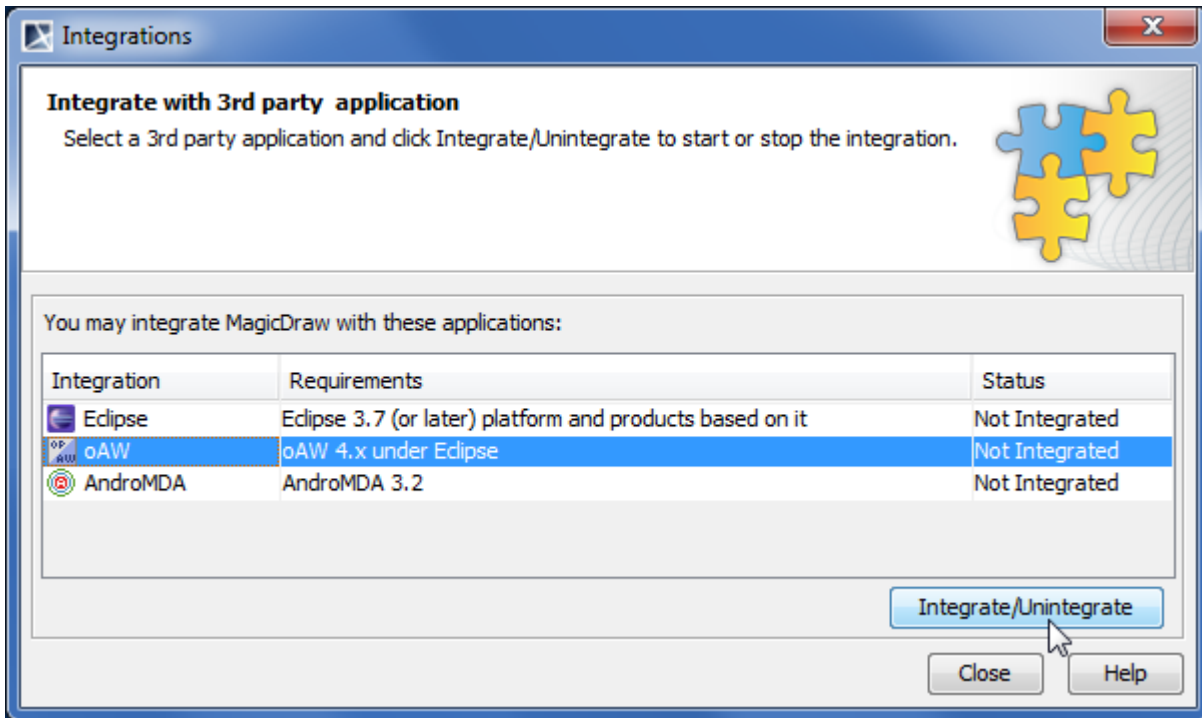 Integrations
Integrate with 3rd party application
Select a 3rd party application and click Integrate/Unintegrate to start or stop the integration.
You may integrate MagicDraw with these applications:
Integration Requirements Status
Eclipse Eclipse 3.7 (or later) platform and products based on it Not Integrated
OP AW oAW oAW 4.x under Eclipse Not Integrated
AndroMDA AndroMDA 3.2 Not Integrated
Integrate/Unintegrate
Close Help